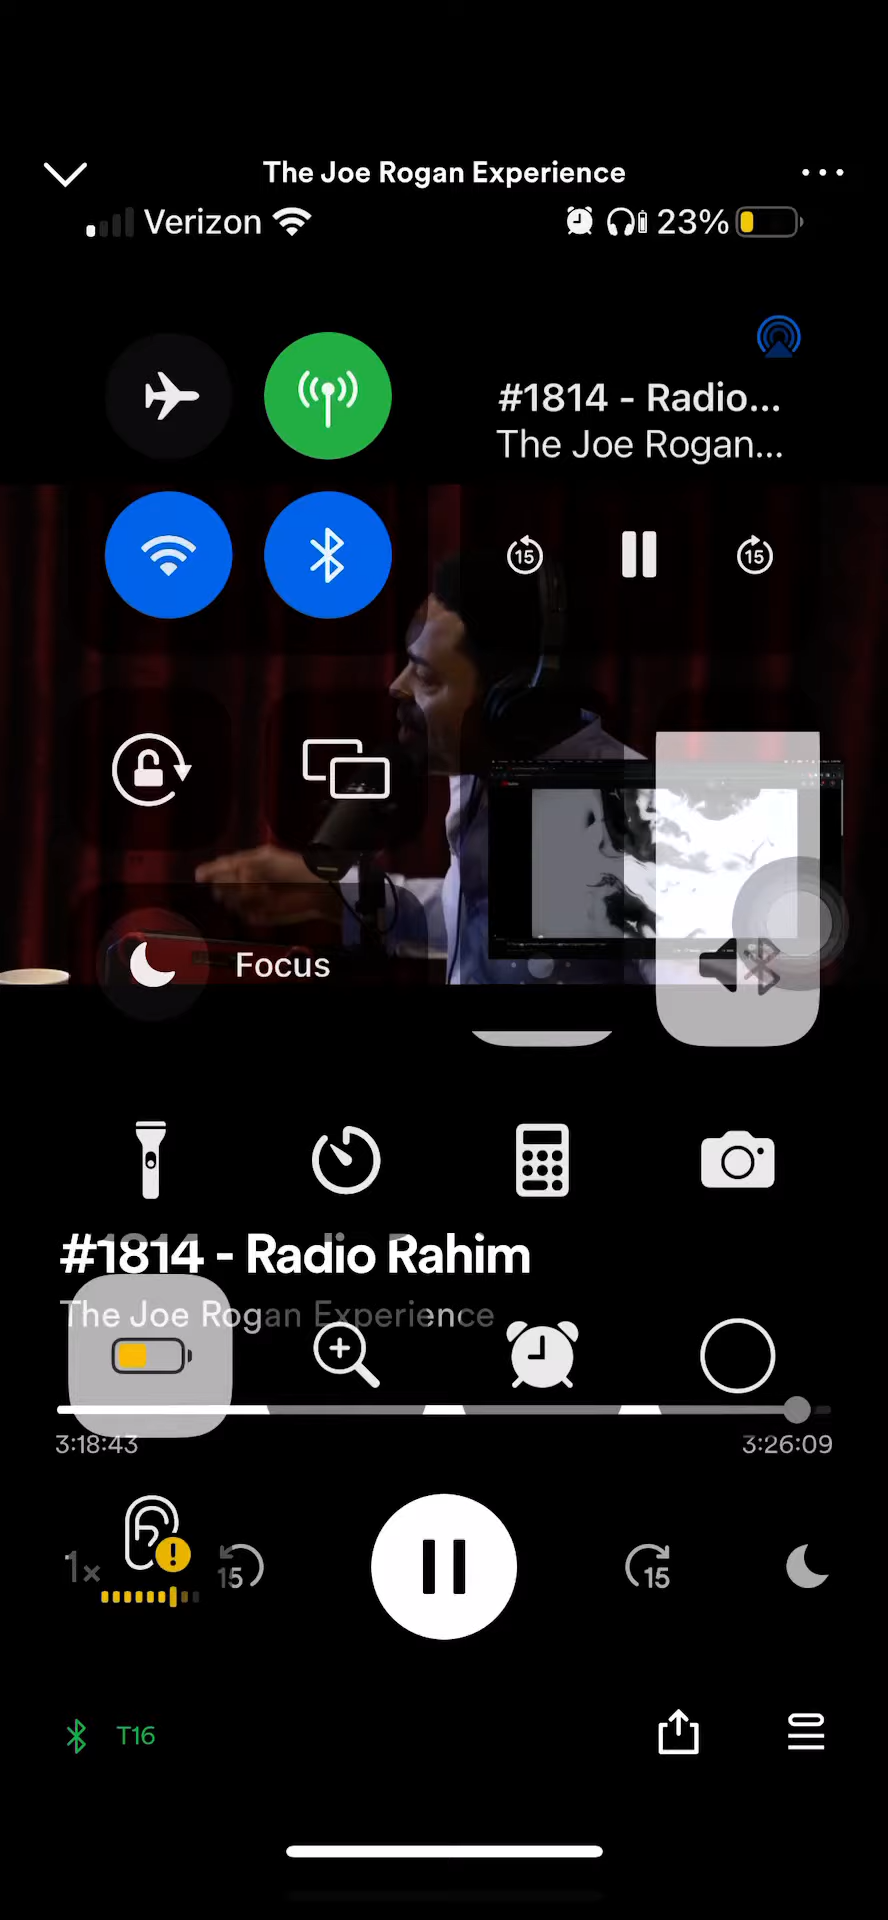 The Joe Rogan Experience
Verizon 23%
#1814 - Radio...
The Joe Rogan...
15 15
Focus
#1814 - Radio Rahim
The Joe Rogan Experience
3:18:43 3:26:09
1x 15 15
T16